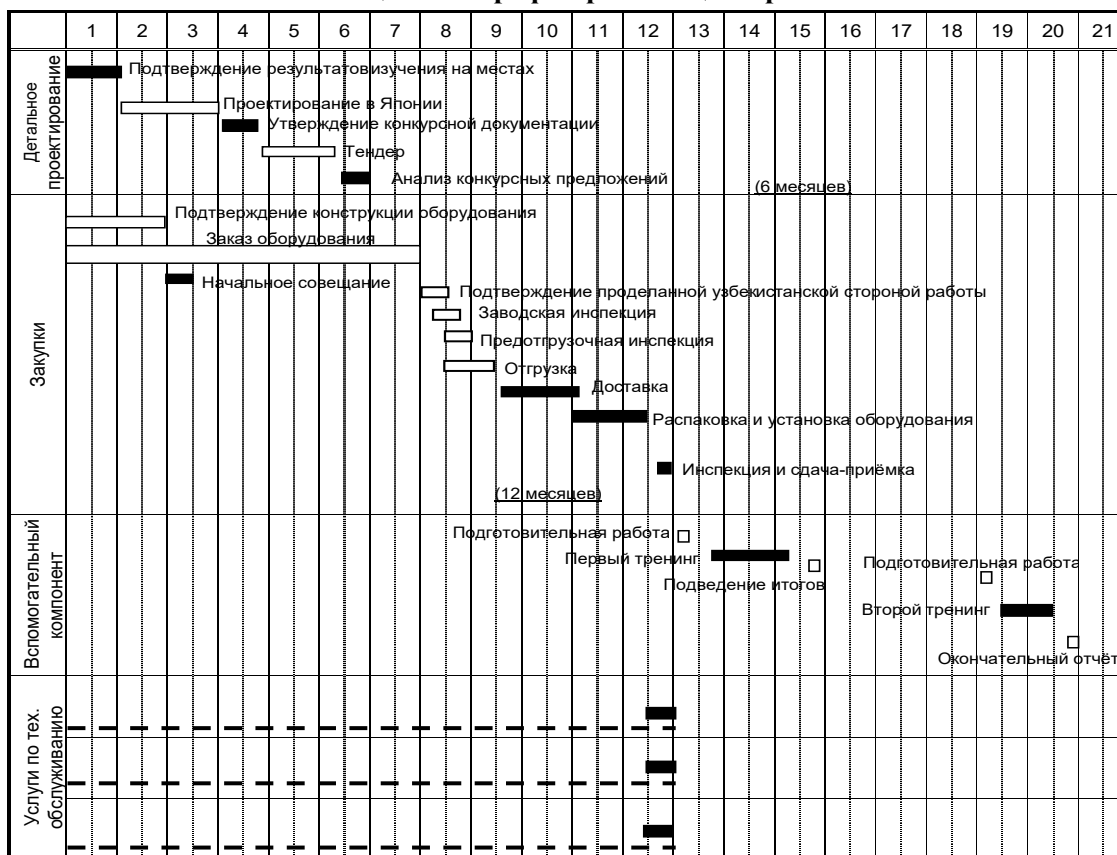 1 2 3 4 5 6 7 8 9 10 11 12 13 14 15 16 17 18 19 20 21
Детальное
проектирование
Подтверждение результатовизучения на местах
Проектирование в Японии
Утверждение конкурсной документации
Тендер
Анализ конкурсных предложений
(6 месяцев)
Закупки
Подтверждение конструкции оборудования
Заказ оборудования
Начальное совещание
Подтверждение проделанной узбекистанской стороной работы
Заводская инспекция
Предотгрузочная инспекция
Отгрузка
Доставка
Распаковка и установка оборудования
Инспекция и сдача-приёмка
(12 месяцев)
Вспомогательный
компонент
Подготовительная работа
Первый тренинг
Подведение итогов
Подготовительная работа
Второй тренинг
Окончательный отчёт
Услуги по тех.
обслуживанию